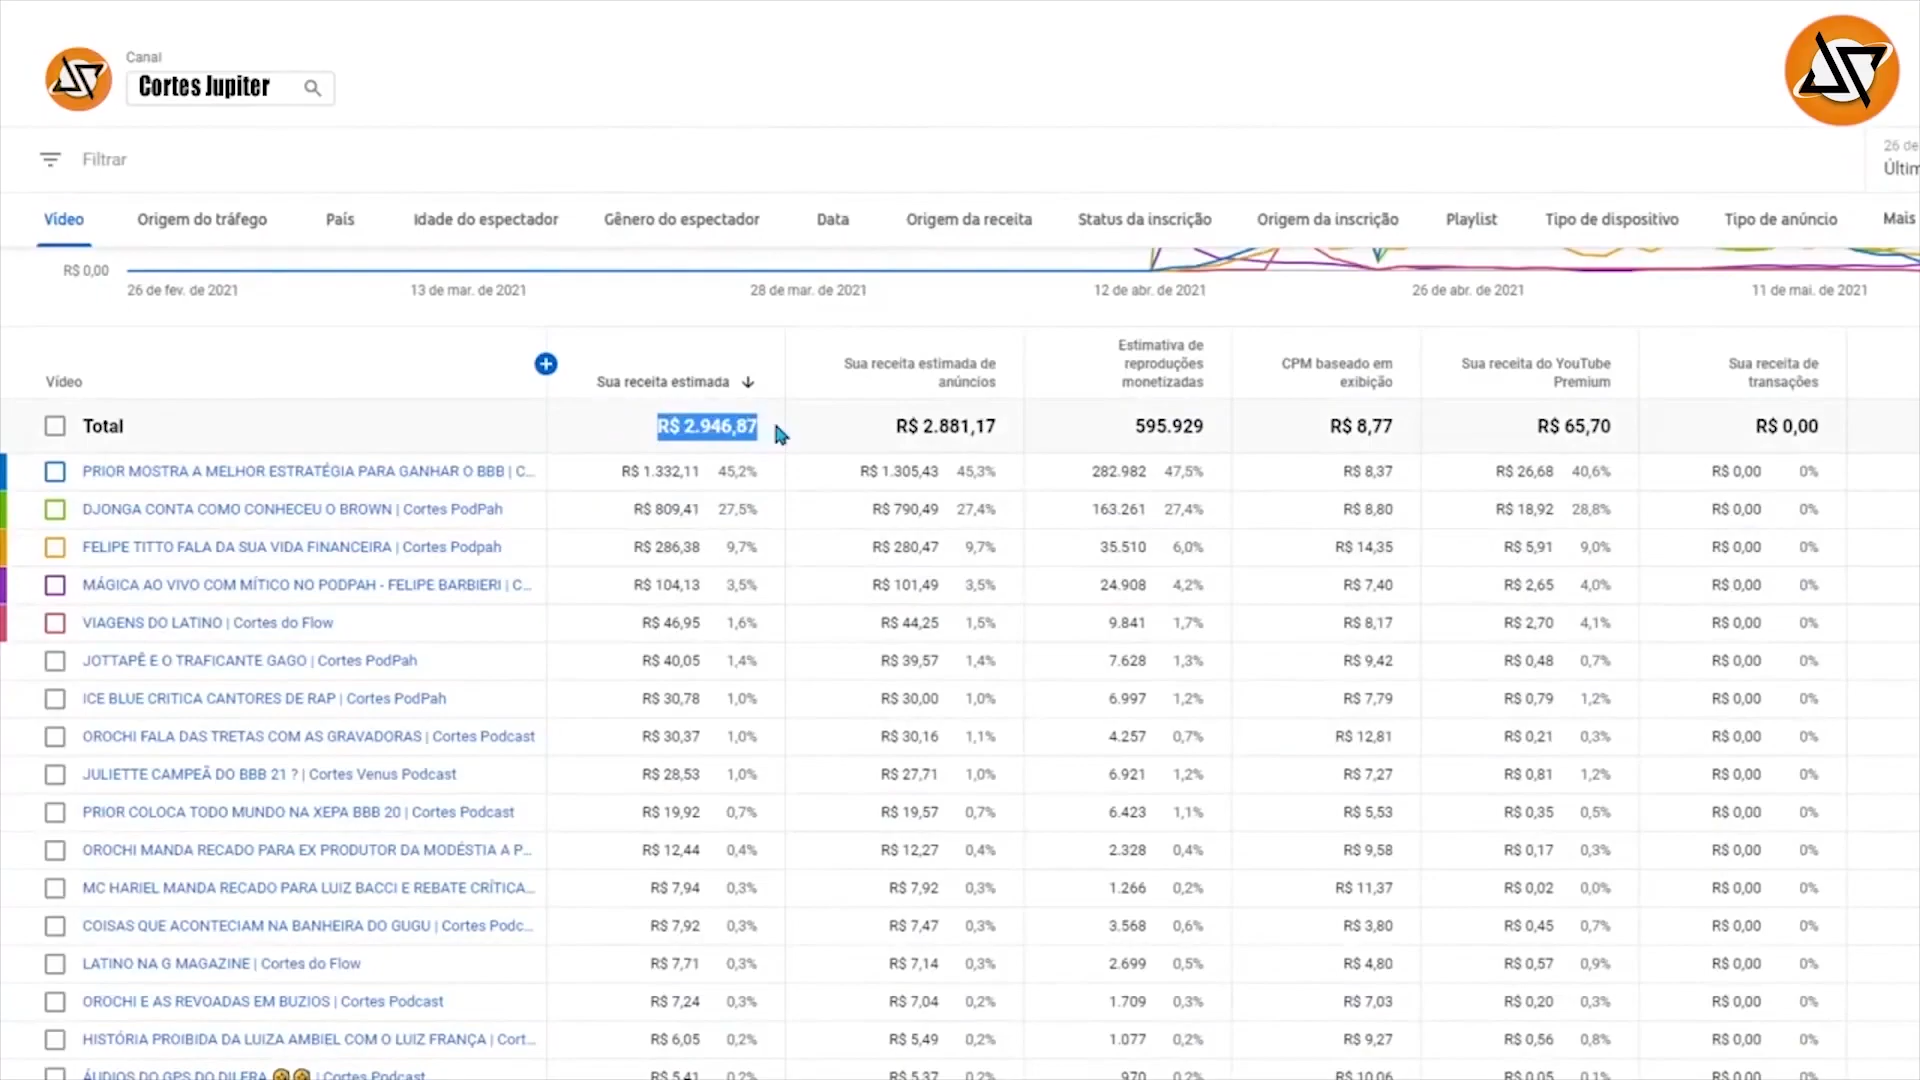 Canal
Cortes Jupiter
Filtrar
26 de
Últim
Vídeo Origem do tráfego País Idade do espectador Gênero do espectador Data Origem da receita Status da inscrição Origem da inscrição Playlist Tipo de dispositivo Tipo de anúncio Mais
R$ 0,00
26 de fev. de 2021 13 de mar. de 2021 28 de mar. de 2021 12 de abr. de 2021 26 de abr. de 2021 11 de mai. de 2021
Vídeo
Sua receita estimada
Sua receita estimada de
anúncios
Estimativa de
reproduções
monetizadas
CPM baseado em
exibição
Sua receita do YouTube
Premium
Sua receita de
transações
Total R$ 2.946,87 R$ 2.881,17 595.929 R$ 8,77 R$ 65,70 R$ 0,00
PRIOR MOSTRA A MELHOR ESTRATÉGIA PARA GANHAR O BBB | C... R$ 1.332,11 45,2% R$ 1.305,43 45,3% 282.982 47,5% R$ 8,37 R$ 26,68 40,6% R$ 0,00 0%
DJONGA CONTA COMO CONHECEU O BROWN | Cortes PodPah R$ 809,41 27,5% R$ 790,49 27,4% 163.261 27,4% R$ 8,80 R$ 18,92 28,8% R$ 0,00 0%
FELIPE TITTO FALA DA SUA VIDA FINANCEIRA | Cortes Podpah R$ 286,38 9,7% R$ 280,47 9,7% 35.510 6,0% R$ 14,35 R$ 5,91 9,0% R$ 0,00 0%
MÁGICA AO VIVO COM MÍTICO NO PODPAH - FELIPE BARBIERI | C... R$ 104,13 3,5% R$ 101,49 3,5% 24.908 4,2% R$ 7,40 R$ 2,65 4,0% R$ 0,00 0%
VIAGENS DO LATINO | Cortes do Flow R$ 46,95 1,6% R$ 44,25 1,5% 9.841 1,7% R$ 8,17 R$ 2,70 4,1% R$ 0,00 0%
JOTTAPÊ E O TRAFICANTE GAGO | Cortes PodPah R$ 40,05 1,4% R$ 39,57 1,4% 7.628 1,3% R$ 9,42 R$ 0,48 0,7% R$ 0,00 0%
ICE BLUE CRITICA CANTORES DE RAP | Cortes PodPah R$ 30,78 1,0% R$ 30,00 1,0% 6.997 1,2% R$ 7,79 R$ 0,79 1,2% R$ 0,00 0%
OROCHI FALA DAS TRETAS COM AS GRAVADORAS | Cortes Podcast R$ 30,37 1,0% R$ 30,16 1,1% 4.257 0,7% R$ 12,81 R$ 0,21 0,3% R$ 0,00 0%
JULIETTE CAMPEÃ DO BBB 21 ? | Cortes Venus Podcast R$ 28,53 1,0% R$ 27,71 1,0% 6.921 1,2% R$ 7,27 R$ 0,81 1,2% R$ 0,00 0%
PRIOR COLOCA TODO MUNDO NA XEPA BBB 20 | Cortes Podcast R$ 19,92 0,7% R$ 19,57 0,7% 6.423 1,1% R$ 5,53 R$ 0,35 0,5% R$ 0,00 0%
OROCHI MANDA RECADO PARA EX PRODUTOR DA MODÉSTIA A P... R$ 12,44 0,4% R$ 12,27 0,4% 2.328 0,4% R$ 9,58 R$ 0,17 0,3% R$ 0,00 0%
MC HARIEL MANDA RECADO PARA LUIZ BACCI E REBATE CRÍTICA... R$ 7,94 0,3% R$ 7,92 0,3% 1.266 0,2% R$ 11,37 R$ 0,02 0,0% R$ 0,00 0%
COISAS QUE ACONTECIAM NA BANHEIRA DO GUGU | Cortes Podc... R$ 7,92 0,3% R$ 7,47 0,3% 3.568 0,6% R$ 3,80 R$ 0,45 0,7% R$ 0,00 0%
LATINO NA G MAGAZINE | Cortes do Flow R$ 7,71 0,3% R$ 7,14 0,3% 2.699 0,5% R$ 4,80 R$ 0,57 0,9% R$ 0,00 0%
OROCHI E AS REVOADAS EM BUZIOS | Cortes Podcast R$ 7,24 0,3% R$ 7,04 0,2% 1.709 0,3% R$ 7,03 R$ 0,20 0,3% R$ 0,00 0%
HISTÓRIA PROIBIDA DA LUIZA AMBIEL COM O LUIZ FRANÇA | Cort... R$ 6,05 0,2% R$ 5,49 0,2% 1.077 0,2% R$ 9,27 R$ 0,56 0,8% R$ 0,00 0%
ÁUDIOS DO GPS DO DILERA | Cortes Podcast R$ 5,41 0,2% R$ 5,37 0,2% 970 0,2% R$ 10,06 R$ 0,05 0,1% R$ 0,00 0%